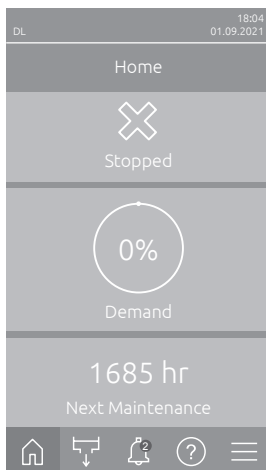 18:04
DL 01.09.2021
Home
Stopped
0%
Demand
1685 hr
Next Maintenance
2
?